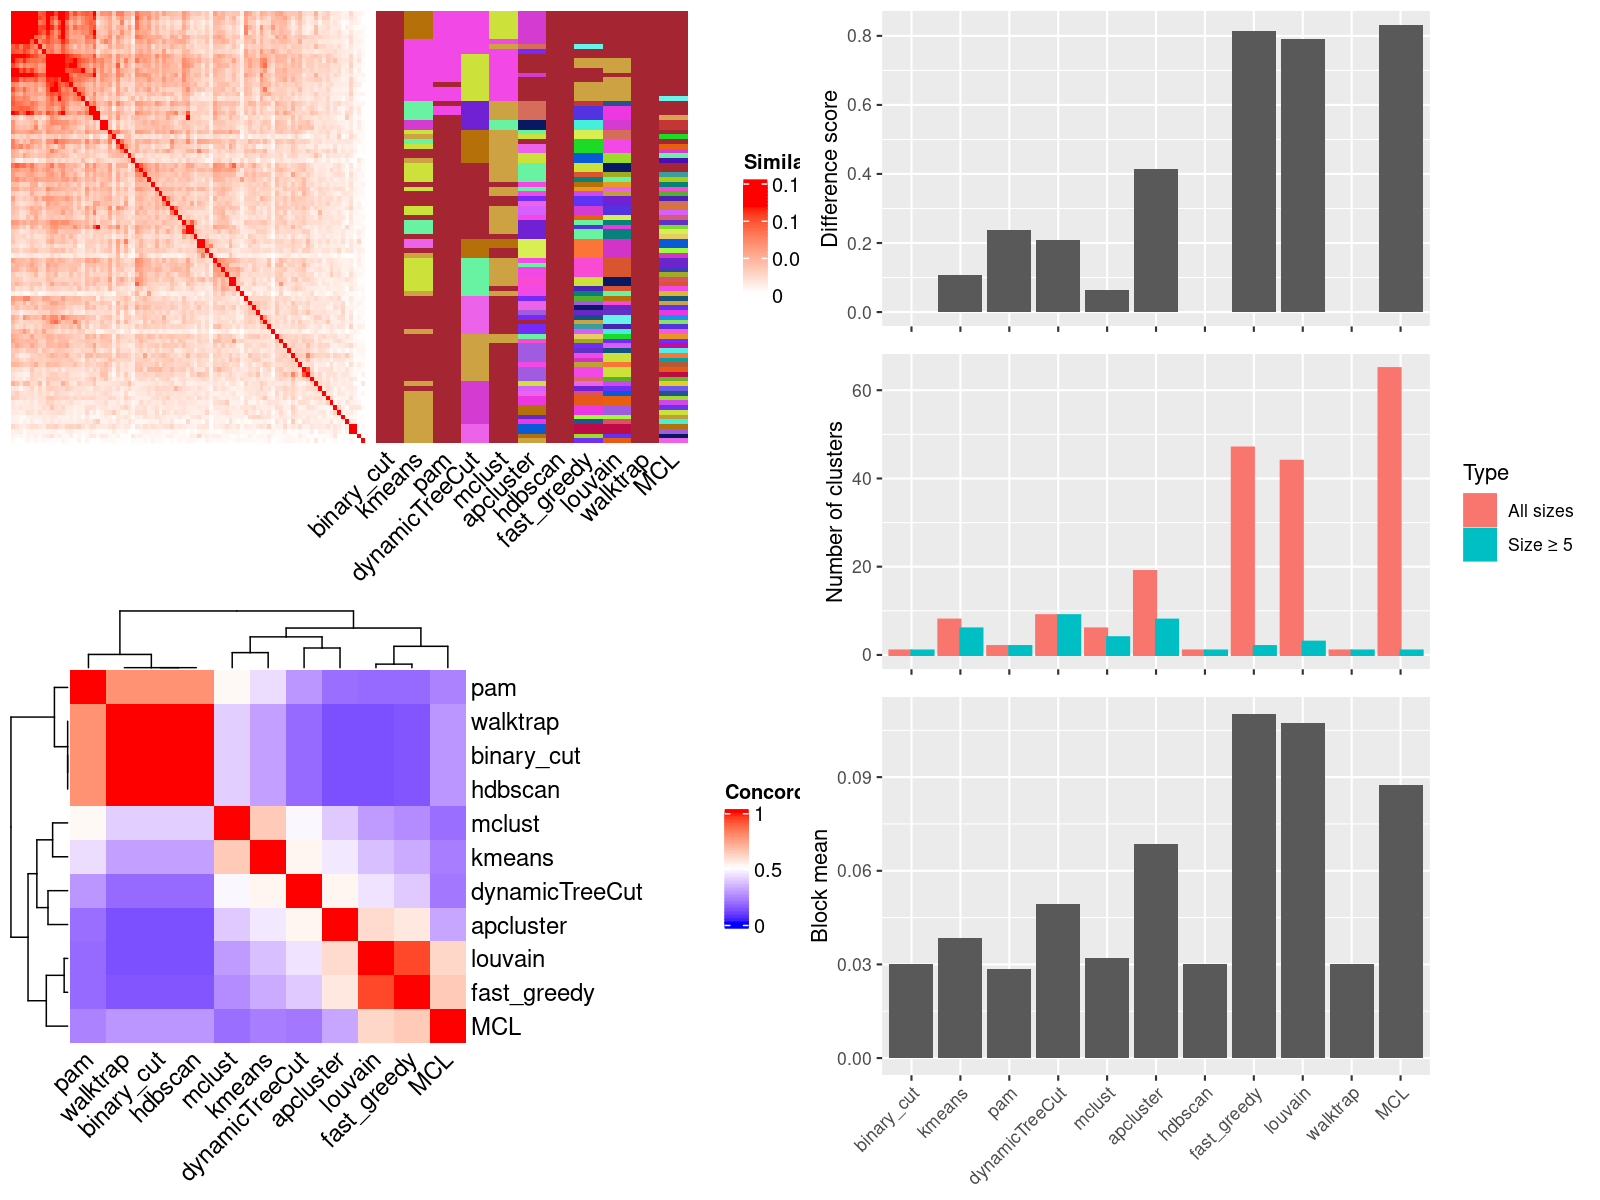 Simila
0.1
0.1
0.0
0
binary_cut
kmeans
pam
dynamicTreeCut
mclust
apcluster
hdbscan
fast_greedy
louvain
walktrap
MCL
pam
walktrap
binary_cut
hdbscan
mclust
kmeans
dynamicTreeCut
apcluster
louvain
fast_greedy
MCL
pam
walktrap
binary_cut
hdbscan
mclust
kmeans
dynamicTreeCut
apcluster
louvain
fast_greedy
MCL
Concord
1
0.5
0
Difference score
0.8
0.6
0.4
0.2
0.0
Number of clusters
60
40
20
0
Type
All sizes
Size ≥ 5
Block mean
0.09
0.06
0.03
0.00
binary_cut
kmeans
pam
dynamicTreeCut
mclust
apcluster
hdbscan
fast_greedy
louvain
walktrap
MCL